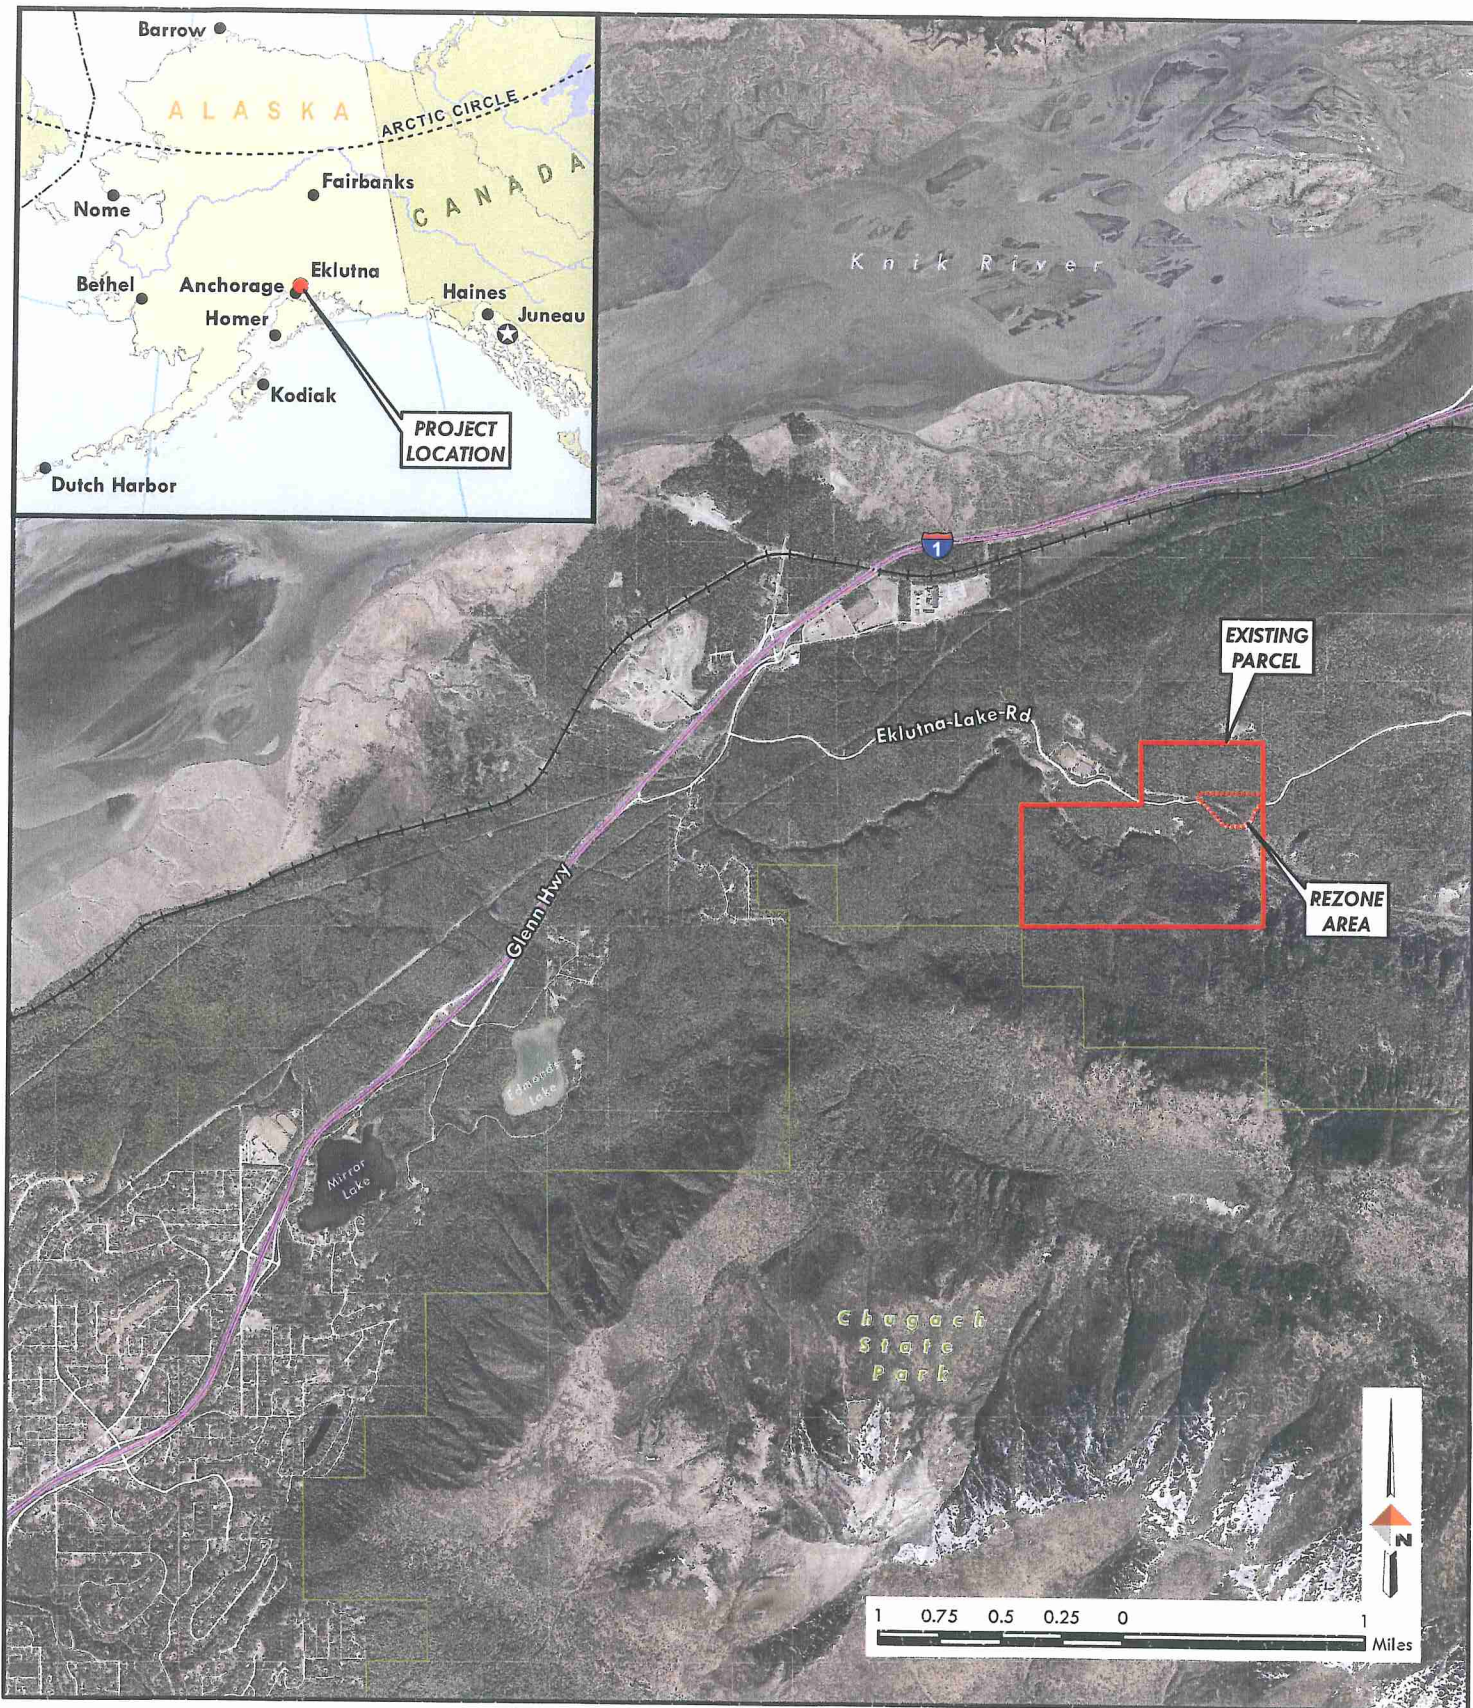 Barrow
ALASKA
ARCTIC CIRCLE
CANADA
Fairbanks
Nome
Eklutna
Bethel
Anchorage
Haines
Juneau
Homer
Kodiak
PROJECT
LOCATION
Dutch Harbor
Knik River
1
EXISTING
PARCEL
Eklutna-Lake-Rd
REZONE
AREA
Glenn Hwy
Edmonds
Lake
Mirror
Lake
Chugach
State
Park
N
1 0.75 0.5 0.25 0 1
Miles